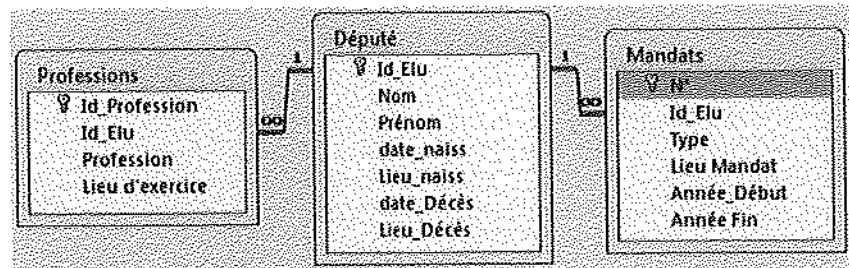 Professions
Id_Profession
Id_Elu
Profession
Lieu d'exercice
1
∞
Député
Id_Elu
Nom
Prénom
date_naiss
Lieu_naiss
date_Décès
Lieu_Décès
1
∞
Mandats
N°
Id_Elu
Type
Lieu Mandat
Année_Début
Année Fin